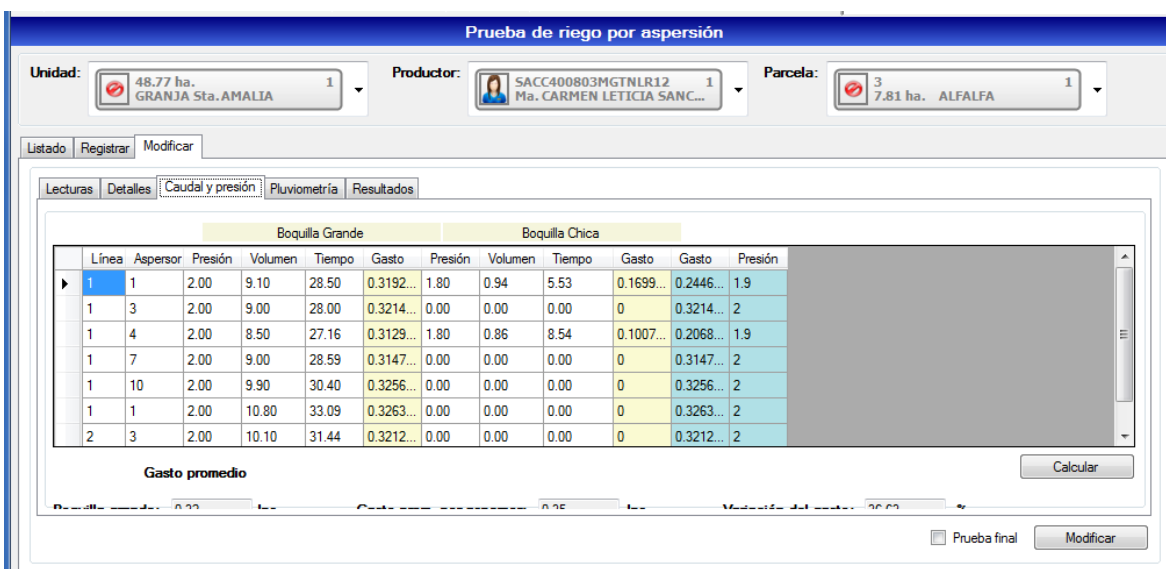 Prueba de riego por aspersión
Unidad: 48.77 ha. 1 GRANJA Sta.AMALIA
Productor: SACC400803MGTNLR12 1 Ma. CARMEN LETICIA SANC...
Parcela: 3 1 7.81 ha. ALFALFA
Listado Registrar Modificar
Lecturas Detalles Caudal y presión Pluviometría Resultados
Boquilla Grande Boquilla Chica
Línea Aspersor Presión Volumen Tiempo Gasto Presión Volumen Tiempo Gasto Gasto Presión
1 1 2.00 9.10 28.50 0.3192... 1.80 0.94 5.53 0.1699... 0.2446... 1.9
1 3 2.00 9.00 28.00 0.3214... 0.00 0.00 0.00 0 0.3214... 2
1 4 2.00 8.50 27.16 0.3129... 1.80 0.86 8.54 0.1007... 0.2068... 1.9
1 7 2.00 9.00 28.59 0.3147... 0.00 0.00 0.00 0 0.3147... 2
1 10 2.00 9.90 30.40 0.3256... 0.00 0.00 0.00 0 0.3256... 2
1 1 2.00 10.80 33.09 0.3263... 0.00 0.00 0.00 0 0.3263... 2
2 3 2.00 10.10 31.44 0.3212... 0.00 0.00 0.00 0 0.3212... 2
Gasto promedio
Calcular
Prueba final Modificar